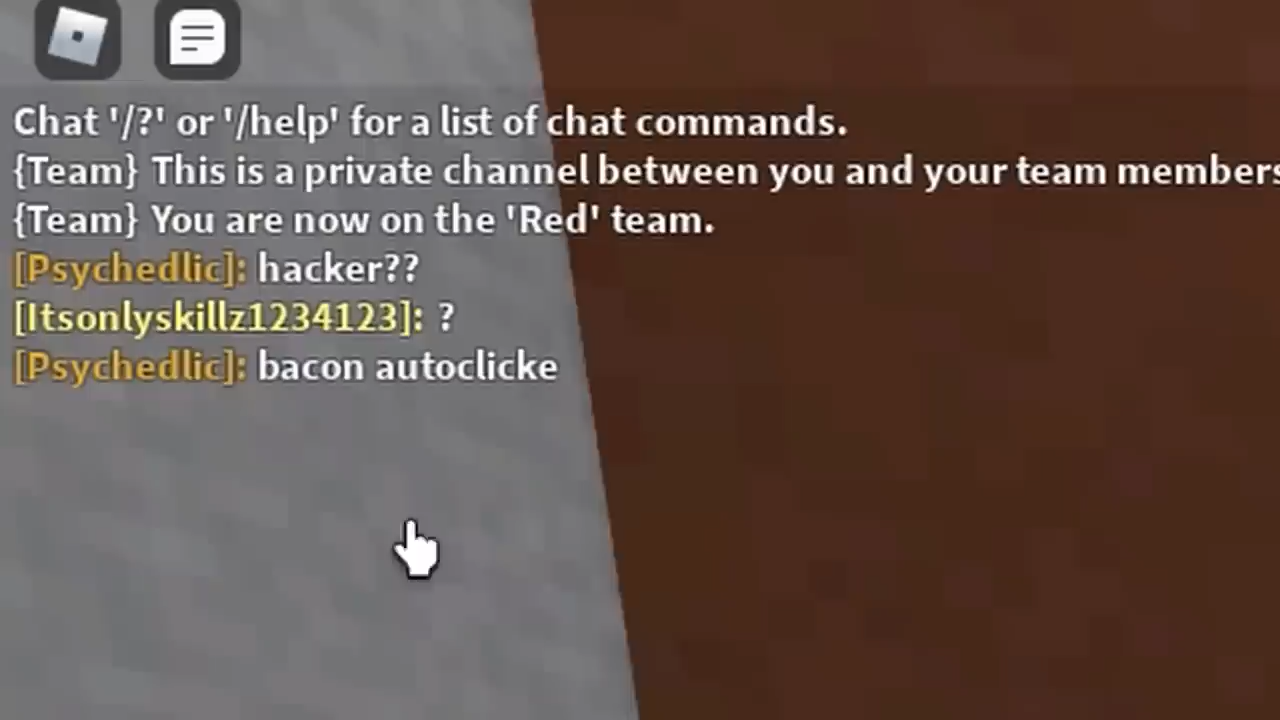 Chat '/?' or '/help' for a list of chat commands.
{Team} This is a private channel between you and your team members
{Team} You are now on the 'Red' team.
[Psychedlic]: hacker??
[Itsonlyskillz1234123]: ?
[Psychedlic]: bacon autoclicke